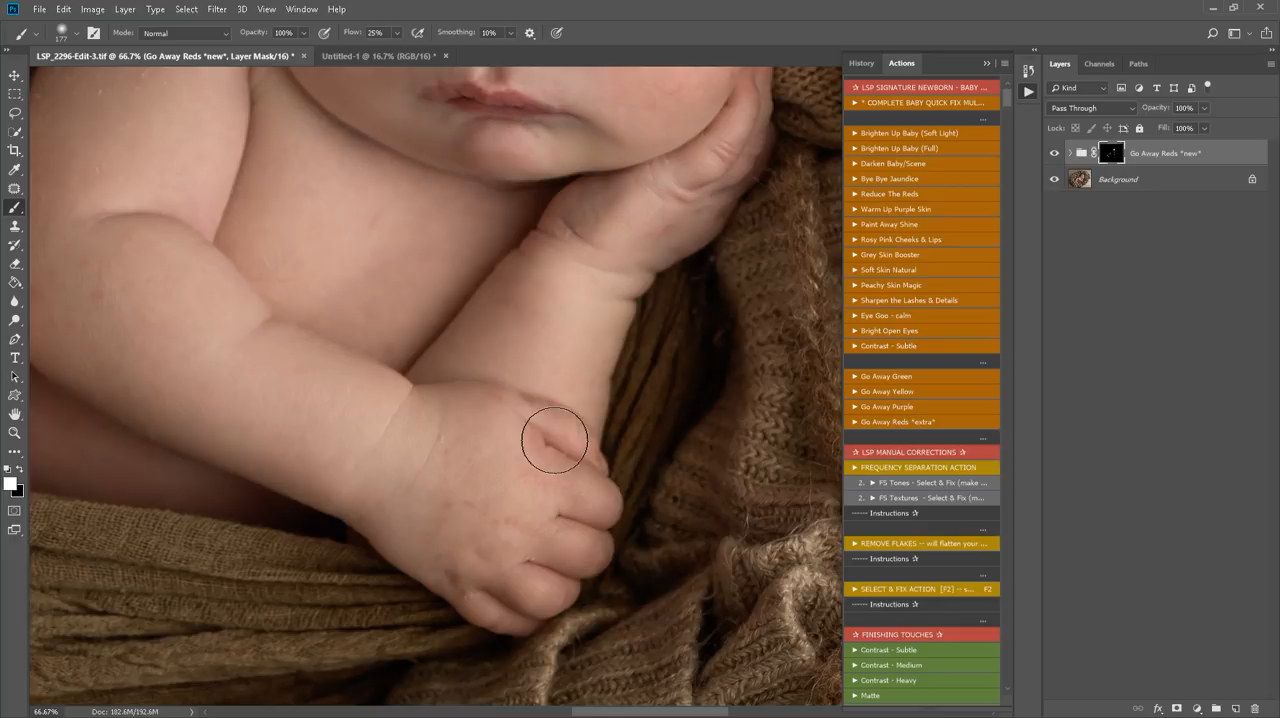 Ps File Edit Image Layer Type Select Filter 3D View Window Help
177 Mode: Normal Opacity: 100% Flow: 25% Smoothing: 10%
LSP_2296-Edit-3.tif @ 66.7% (Go Away Reds *new*, Layer Mask/16) * × Untitled-1 @ 16.7% (RGB/16) * ×
History Actions
☆ LSP SIGNATURE NEWBORN - BABY ...
* COMPLETE BABY QUICK FIX MUL...
...
Brighten Up Baby (Soft Light)
Brighten Up Baby (Full)
Darken Baby/Scene
Bye Bye Jaundice
Reduce The Reds
Warm Up Purple Skin
Paint Away Shine
Rosy Pink Cheeks & Lips
Grey Skin Booster
Soft Skin Natural
Peachy Skin Magic
Sharpen the Lashes & Details
Eye Goo - calm
Bright Open Eyes
Contrast - Subtle
...
Go Away Green
Go Away Yellow
Go Away Purple
Go Away Reds *extra*
...
☆ LSP MANUAL CORRECTIONS ☆
FREQUENCY SEPARATION ACTION
2. FS Tones - Select & Fix (make ...
2. FS Textures - Select & Fix (m...
------ Instructions ☆
...
REMOVE FLAKES -- will flatten your ...
------ Instructions ☆
...
SELECT & FIX ACTION [F2] -- s... F2
------ Instructions ☆
...
☆ FINISHING TOUCHES ☆
Contrast - Subtle
Contrast - Medium
Contrast - Heavy
Matte
Layers Channels Paths
Kind
Pass Through Opacity: 100%
Lock: Fill: 100%
Go Away Reds *new*
Background
66.67% Doc: 182.6M/192.6M